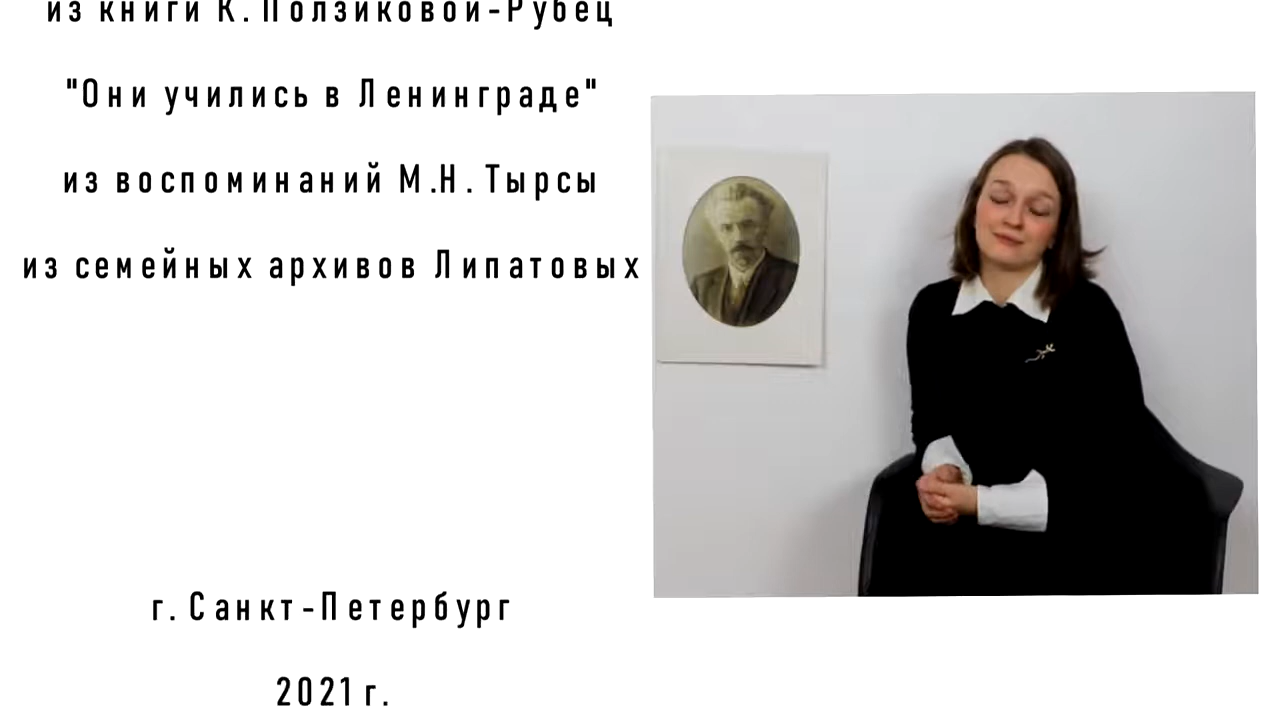 из книги К. Ползиковой-Рубец
"Они учились в Ленинграде"
из воспоминаний М.Н. Тырсы
из семейных архивов Липатовых
г. Санкт-Петербург
2021 г.